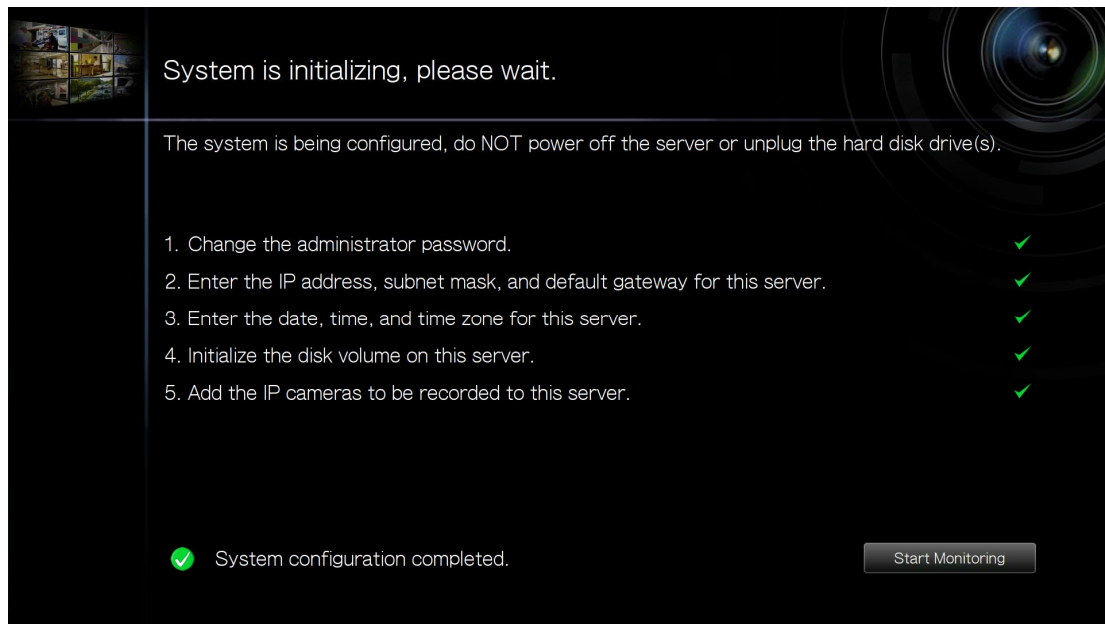 System is initializing, please wait.
The system is being configured, do NOT power off the server or unplug the hard disk drive(s).
1. Change the administrator password.
2. Enter the IP address, subnet mask, and default gateway for this server.
3. Enter the date, time, and time zone for this server.
4. Initialize the disk volume on this server.
5. Add the IP cameras to be recorded to this server.
System configuration completed.
Start Monitoring